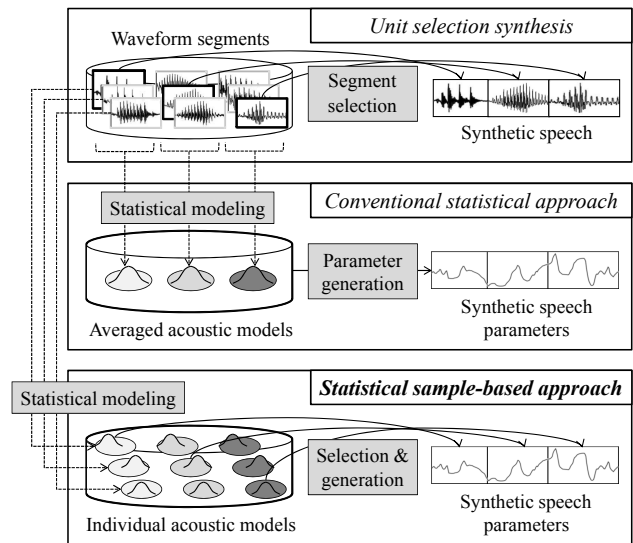 Unit selection synthesis
Waveform segments
Segment
selection
Synthetic speech
Conventional statistical approach
Statistical modeling
Parameter
generation
Averaged acoustic models
Synthetic speech
parameters
Statistical sample-based approach
Statistical modeling
Selection &
generation
Individual acoustic models
Synthetic speech
parameters